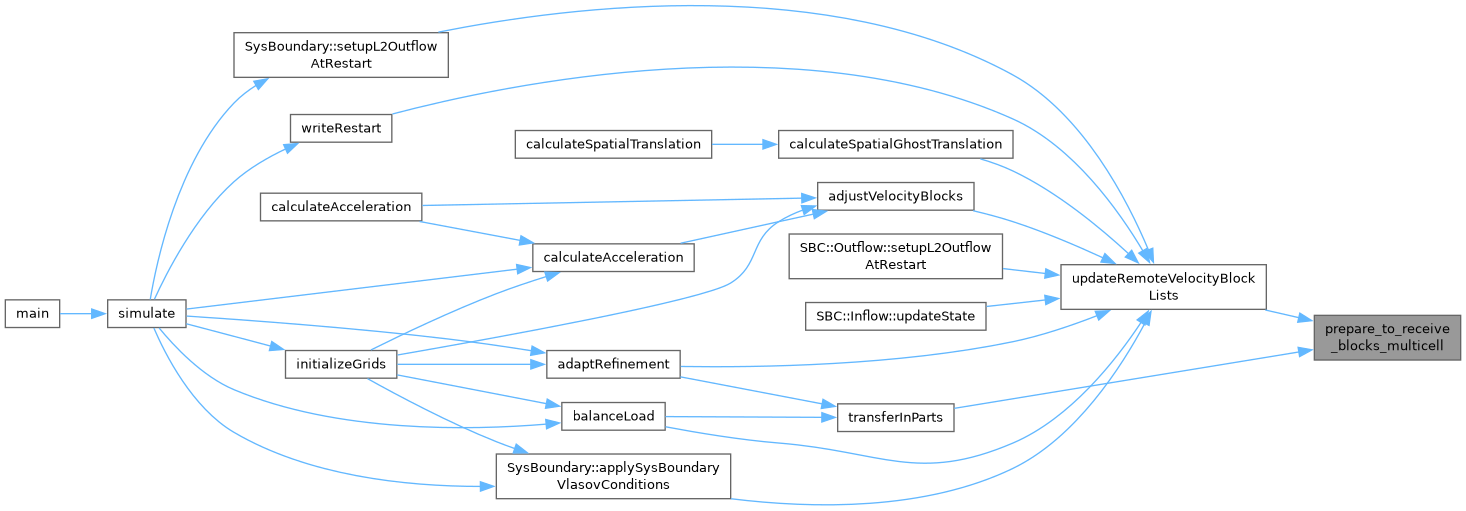 SysBoundary::setupL2Outflow
AtRestart
writeRestart
calculateSpatialTranslation
calculateSpatialGhostTranslation
calculateAcceleration
adjustVelocityBlocks
SBC::Outflow::setupL2Outflow
AtRestart
calculateAcceleration
updateRemoteVelocityBlock
Lists
main
simulate
SBC::Inflow::updateState
prepare_to_receive
_blocks_multicell
initializeGrids
adaptRefinement
balanceLoad
transferInParts
SysBoundary::applySysBoundary
VlasovConditions